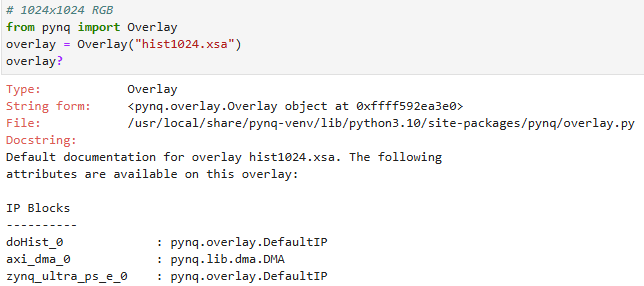 # 1024x1024 RGB
from pynq import Overlay
overlay = Overlay("hist1024.xsa")
overlay?
Type: Overlay
String form: <pynq.overlay.Overlay object at 0xffff592ea3e0>
File: /usr/local/share/pynq-venv/lib/python3.10/site-packages/pynq/overlay.py
Docstring:
Default documentation for overlay hist1024.xsa. The following
attributes are available on this overlay:
IP Blocks
----------
doHist_0 : pynq.overlay.DefaultIP
axi_dma_0 : pynq.lib.dma.DMA
zynq_ultra_ps_e_0 : pynq.overlay.DefaultIP